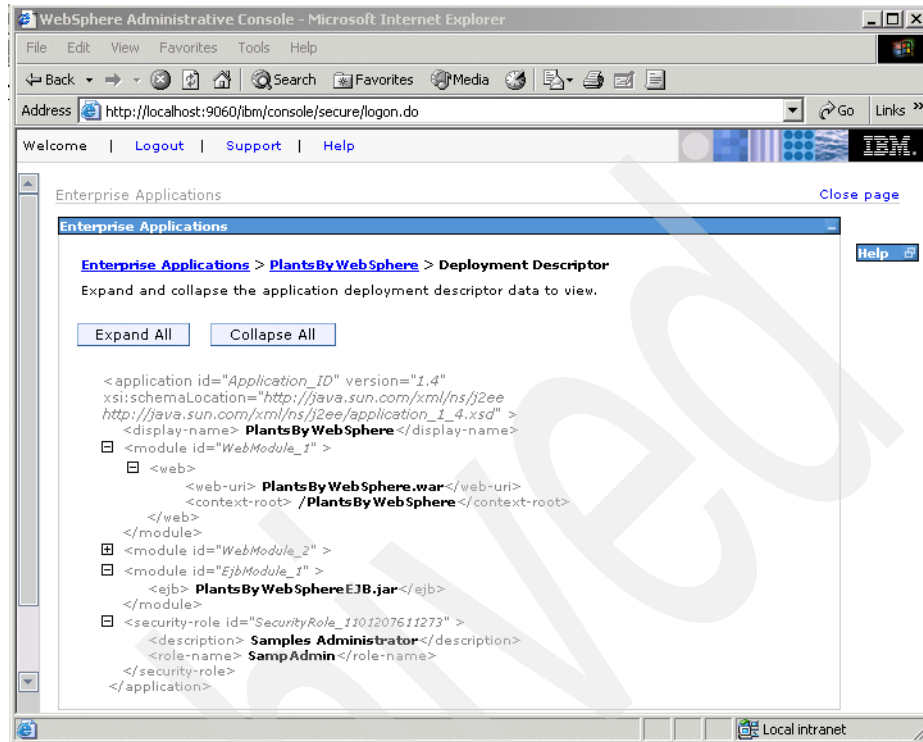 WebSphere Administrative Console - Microsoft Internet Explorer
File Edit View Favorites Tools Help
Back Search Favorites Media
Address http://localhost:9060/ibm/console/secure/logon.do Go Links »
Welcome | Logout | Support | Help IBM.
Enterprise Applications Close page
Enterprise Applications
Help
Enterprise Applications > PlantsByWebSphere > Deployment Descriptor
Expand and collapse the application deployment descriptor data to view.
Expand All Collapse All
<application id="Application_ID" version="1.4"
xsi:schemaLocation="http://java.sun.com/xml/ns/j2ee
http://java.sun.com/xml/ns/j2ee/application_1_4.xsd" >
<display-name> PlantsByWebSphere</display-name>
<module id="WebModule_1" >
<web>
<web-uri> PlantsByWebSphere.war</web-uri>
<context-root> /PlantsByWebSphere</context-root>
</web>
</module>
<module id="WebModule_2" >
<module id="EjbModule_1" >
<ejb> PlantsByWebSphereEJB.jar</ejb>
</module>
<security-role id="SecurityRole_1101207611273" >
<description> Samples Administrator</description>
<role-name> SampAdmin</role-name>
</security-role>
</application>
Local intranet
hived